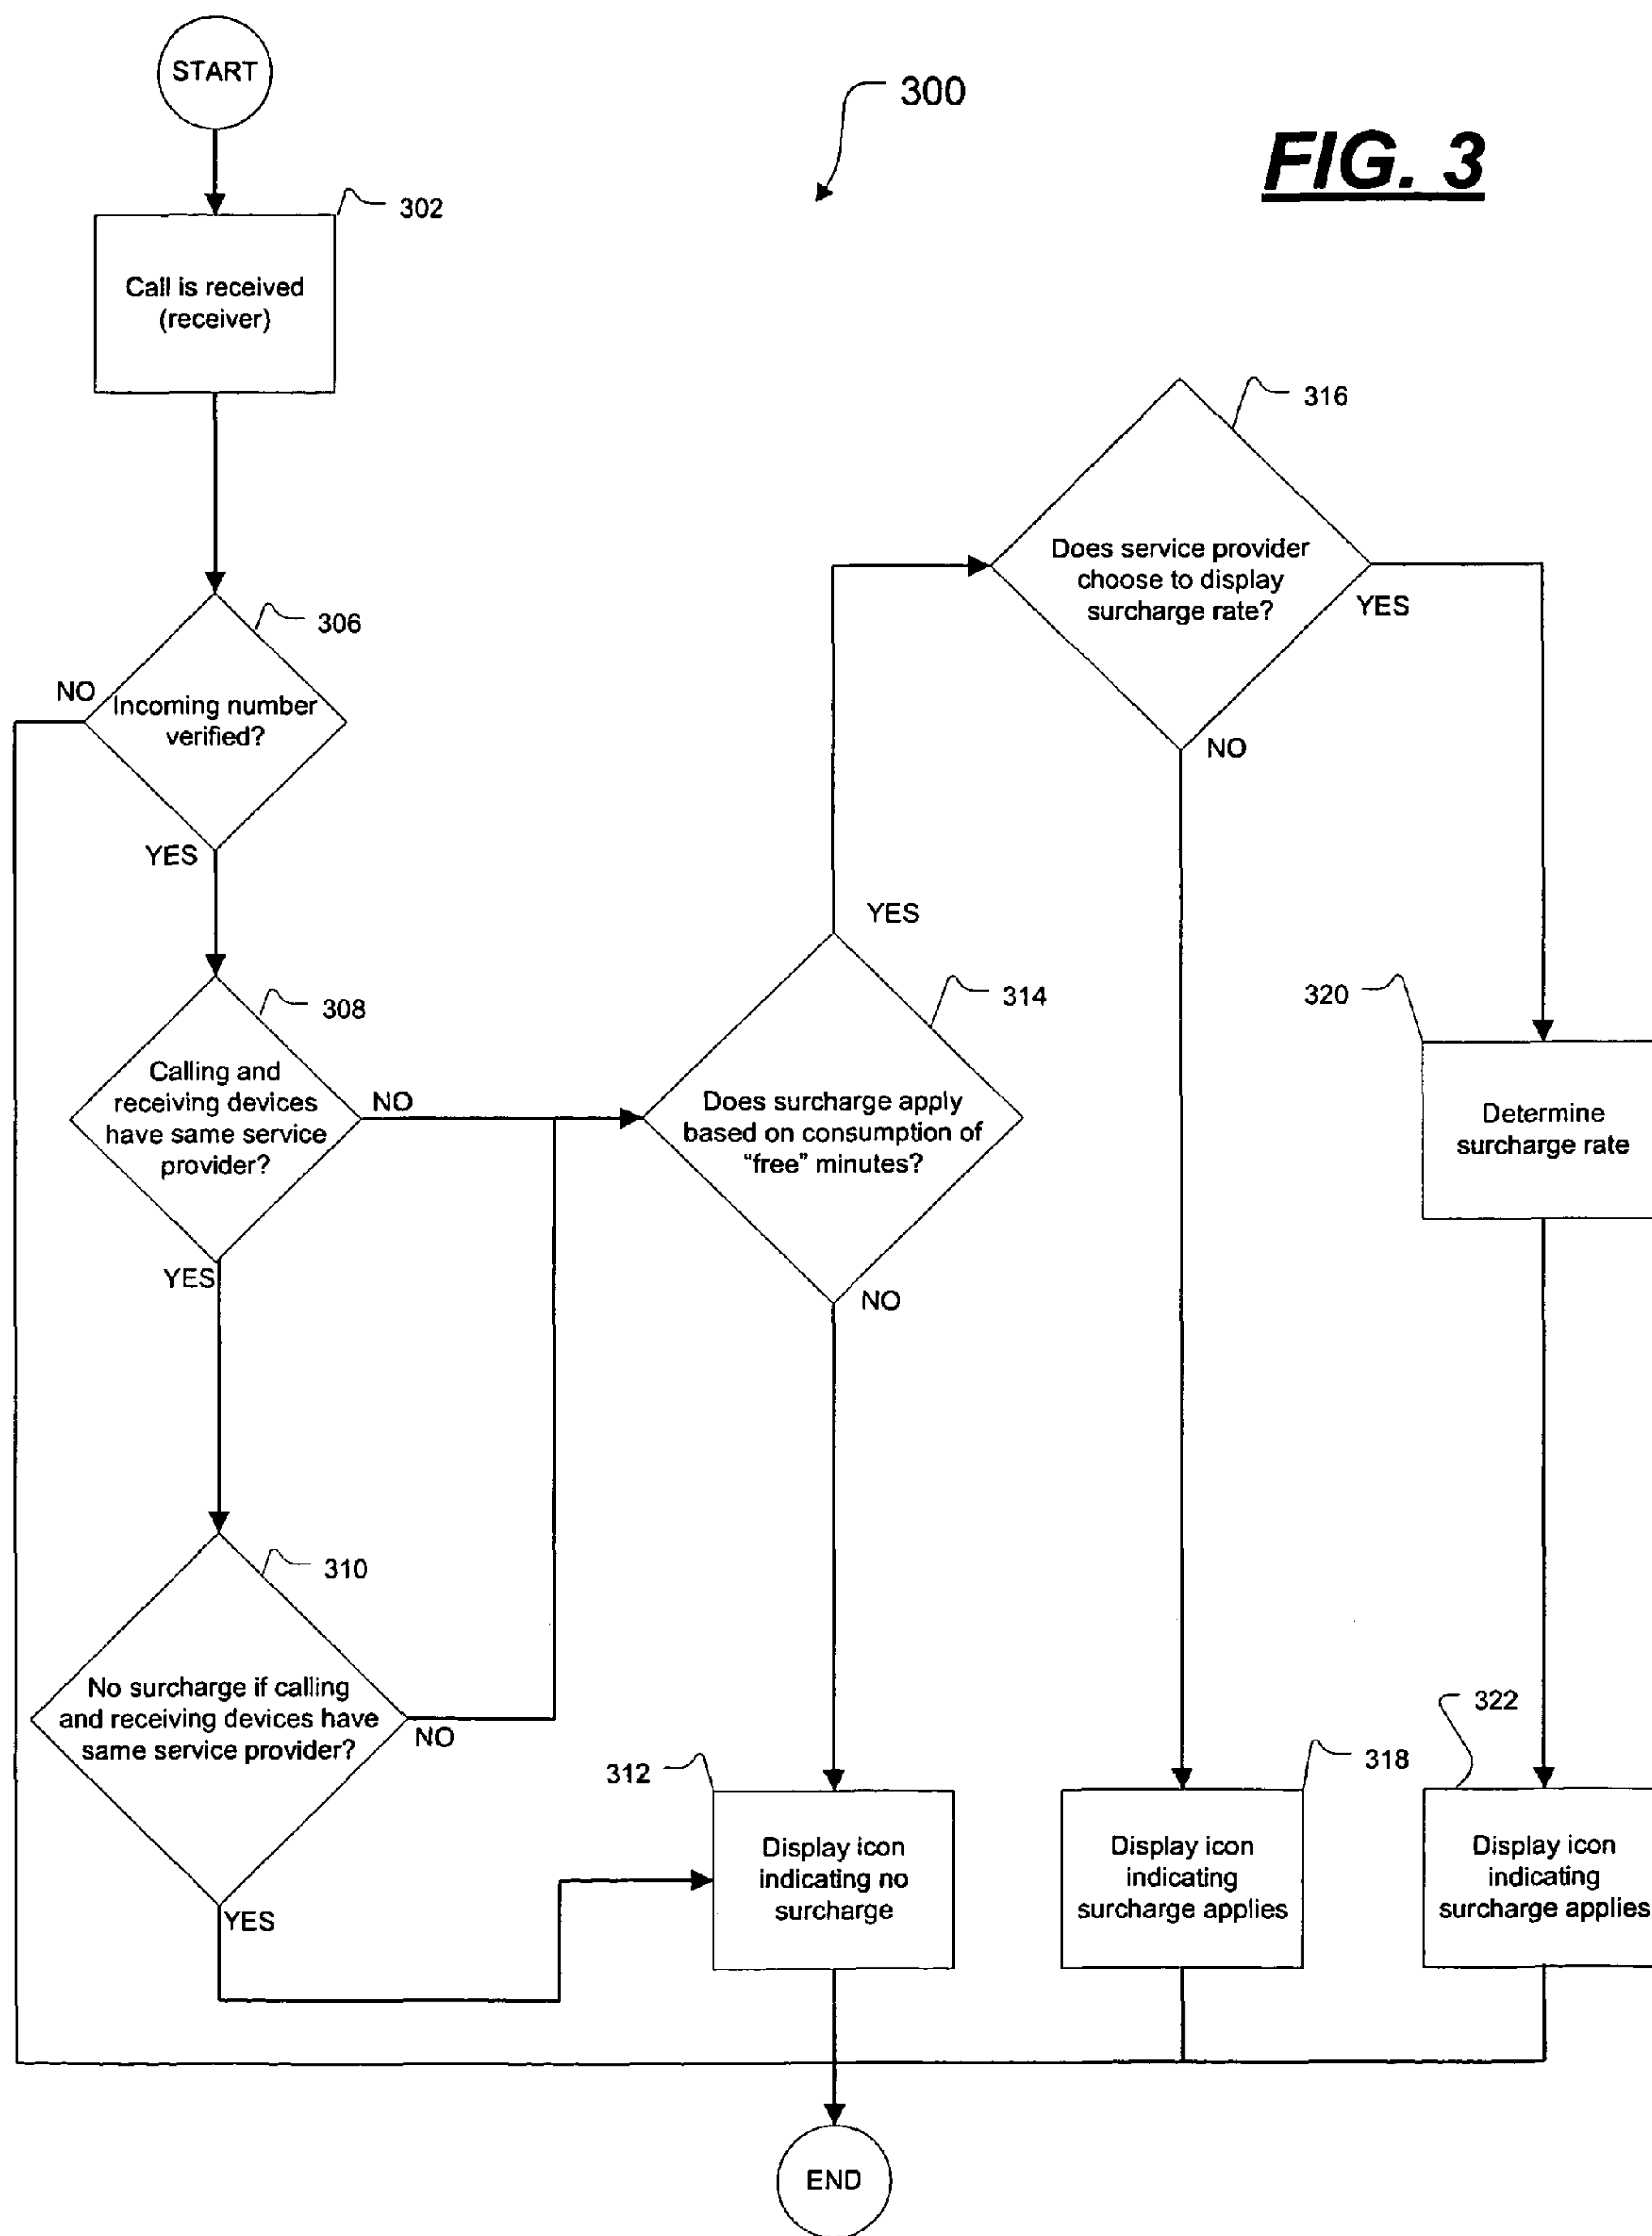 START
300
FIG. 3
302
Call is received
(receiver)
316
Does service provider
choose to display
surcharge rate?
YES
NO
306
NO
Incoming number
verified?
YES
YES
308
Calling and
receiving devices
have same service
provider?
NO
YES
314
Does surcharge apply
based on consumption of
“free” minutes?
NO
320
Determine
surcharge rate
310
No surcharge if calling
and receiving devices have
same service provider?
NO
YES
312
Display icon
indicating no
surcharge
318
Display icon
indicating
surcharge applies
322
Display icon
indicating
surcharge applies
END